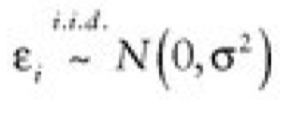 ε_i i.i.d. ~ N(0, σ²)